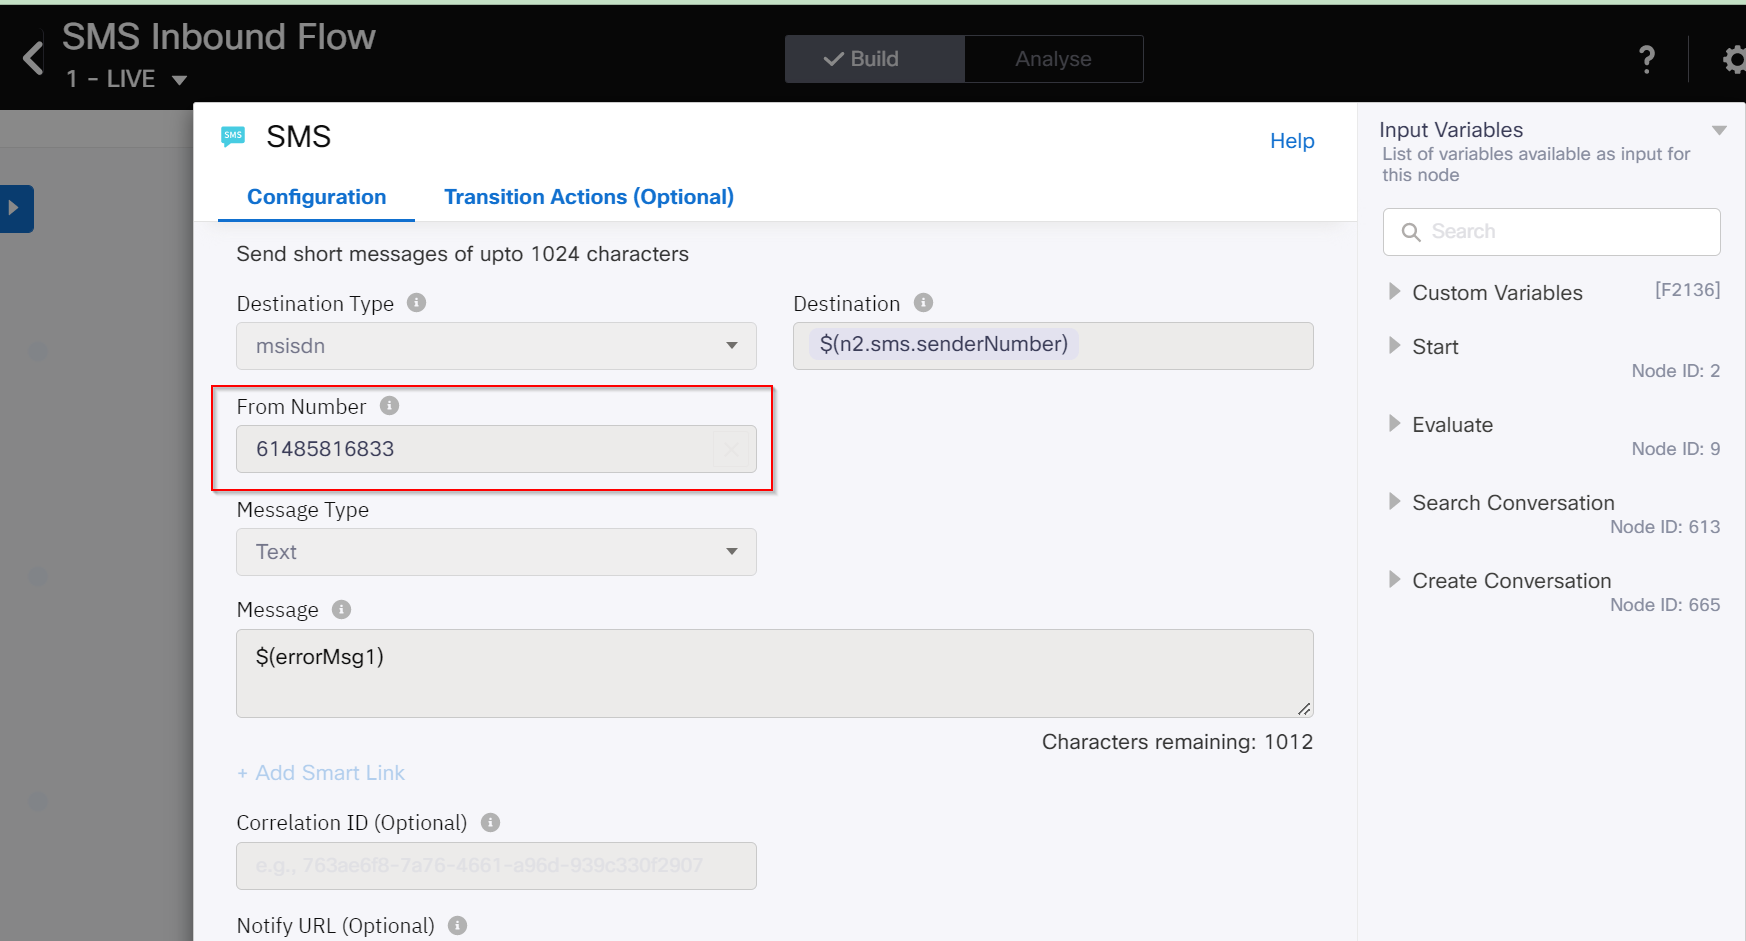 SMS Inbound Flow
1 - LIVE
Build
Analyse
?
SMS
SMS
Help
Configuration
Transition Actions (Optional)
Send short messages of upto 1024 characters
Destination Type
msisdn
Destination
$(n2.sms.senderNumber)
From Number
61485816833
Message Type
Text
Message
$(errorMsg1)
Characters remaining: 1012
+ Add Smart Link
Correlation ID (Optional)
e.g., 763ae6f8-7a76-4661-a96d-939c330f2907
Notify URL (Optional)
Input Variables
List of variables available as input for
this node
Search
Custom Variables
[F2136]
Start
Node ID: 2
Evaluate
Node ID: 9
Search Conversation
Node ID: 613
Create Conversation
Node ID: 665